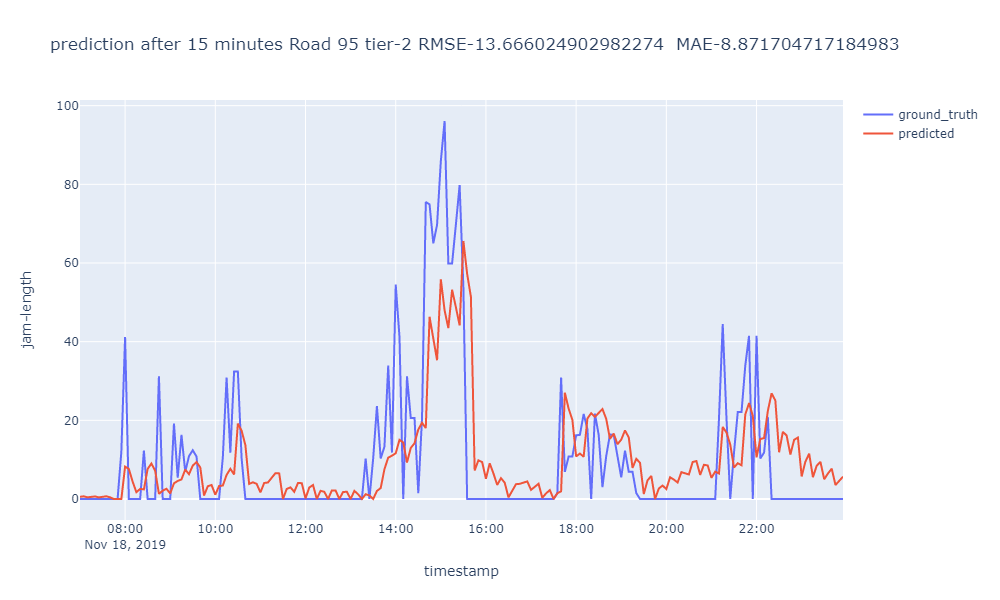 prediction after 15 minutes Road 95 tier-2 RMSE-13.666024902982274  MAE-8.871704717184983
ground_truth
predicted
jam-length
100
80
60
40
20
0
08:00
10:00
12:00
14:00
16:00
18:00
20:00
22:00
Nov 18, 2019
timestamp